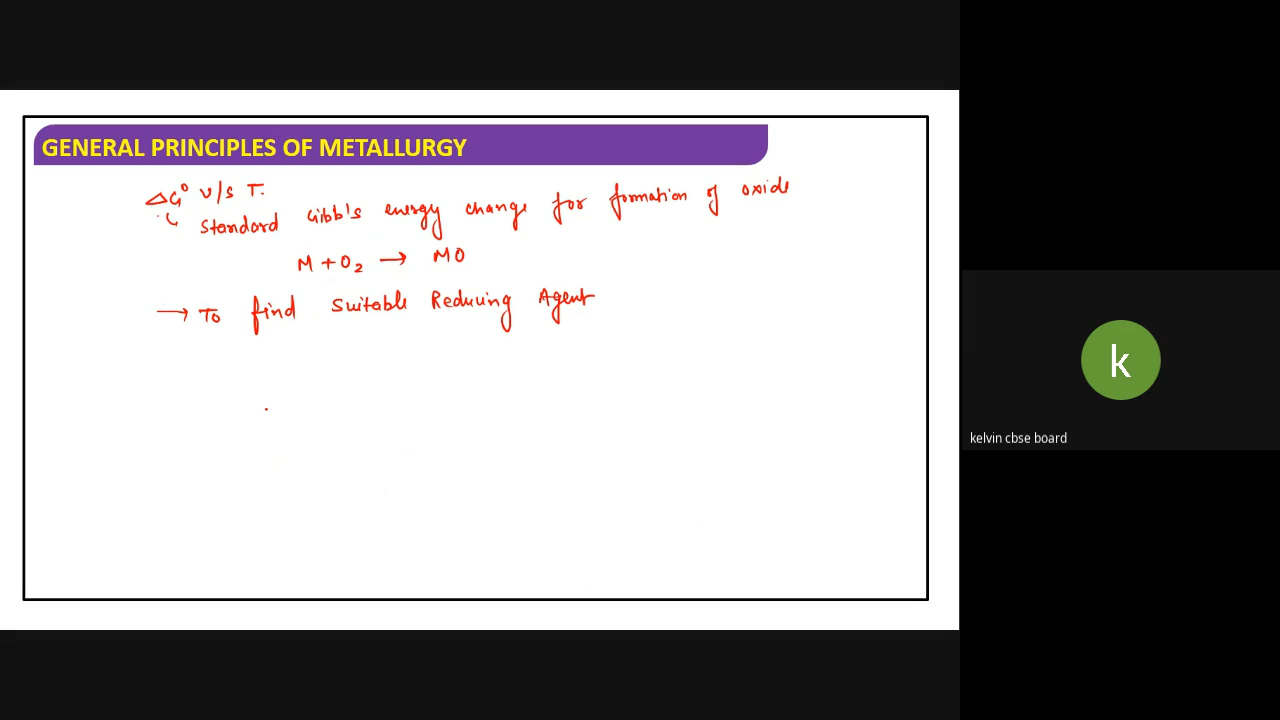 GENERAL PRINCIPLES OF METALLURGY
ΔG° v/s T.
Standard Gibb's energy change for formation of oxide
M + O₂ → MO
→ To find Suitable Reducing Agent
k
kelvin cbse board